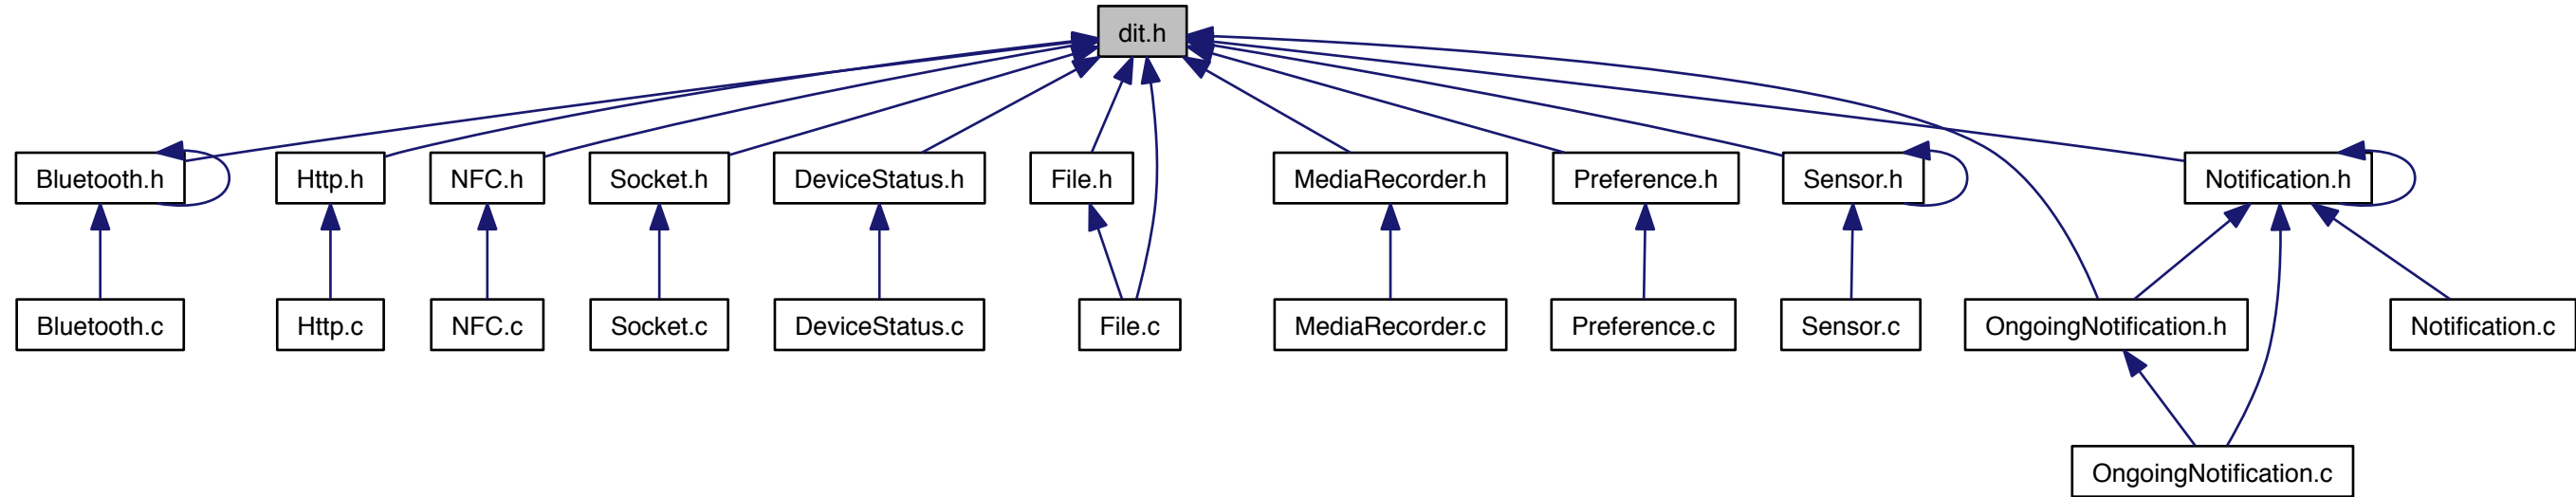 dit.h
Bluetooth.h
Http.h
NFC.h
Socket.h
DeviceStatus.h
File.h
MediaRecorder.h
Preference.h
Sensor.h
Notification.h
Bluetooth.c
Http.c
NFC.c
Socket.c
DeviceStatus.c
File.c
MediaRecorder.c
Preference.c
Sensor.c
OngoingNotification.h
Notification.c
OngoingNotification.c